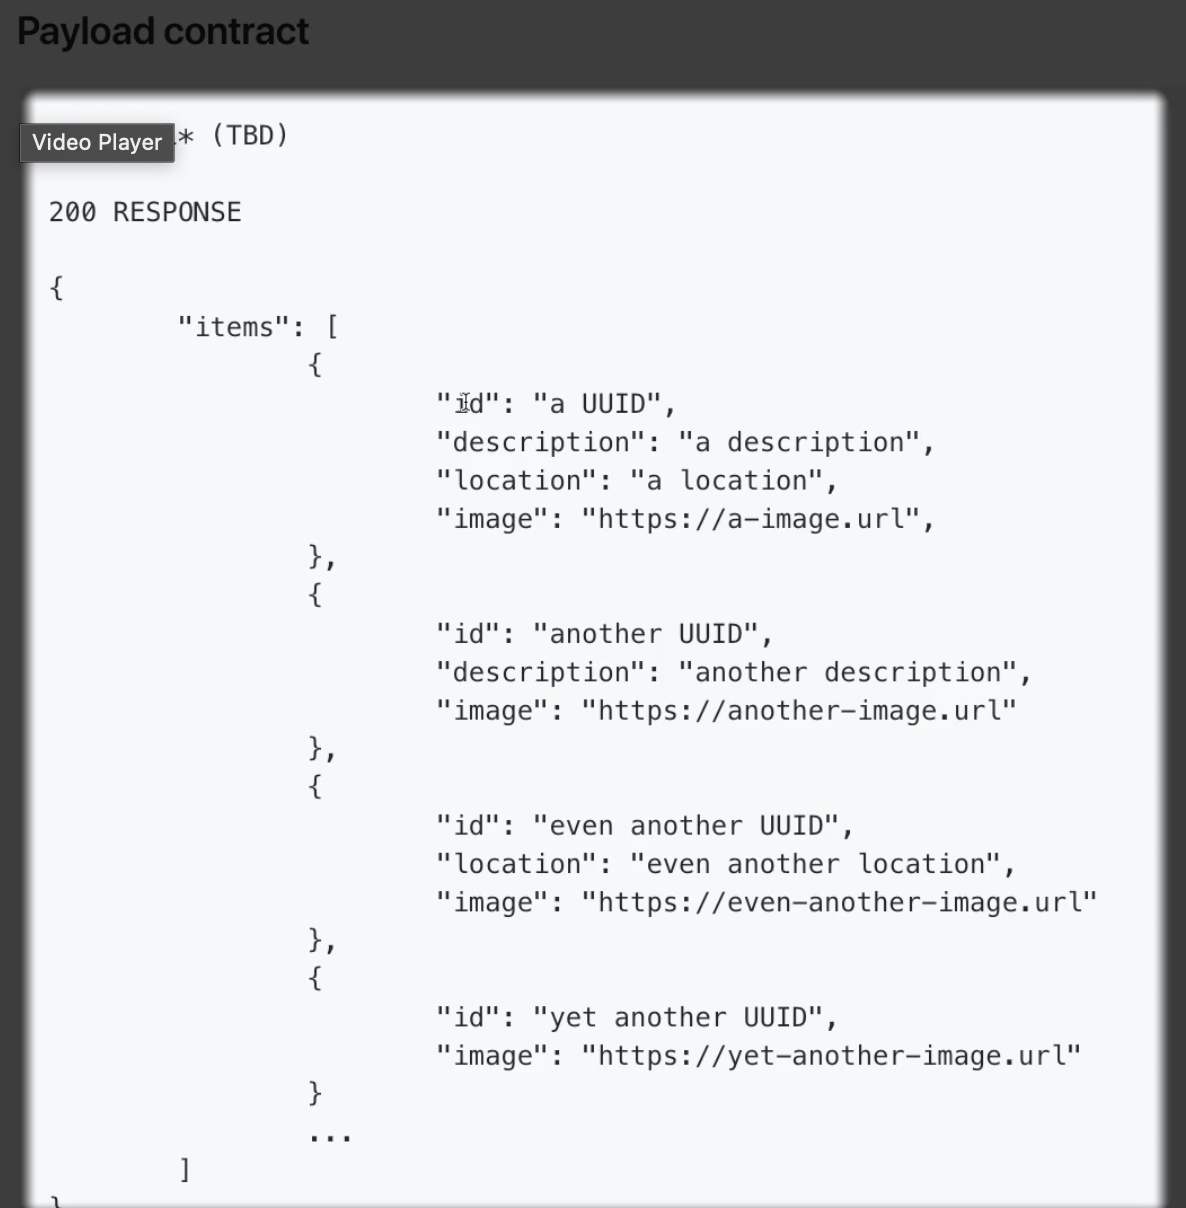 Payload contract
Video Player
* (TBD)
200 RESPONSE
{
"items": [
{
"id": "a UUID",
"description": "a description",
"location": "a location",
"image": "https://a-image.url",
},
{
"id": "another UUID",
"description": "another description",
"image": "https://another-image.url"
},
{
"id": "even another UUID",
"location": "even another location",
"image": "https://even-another-image.url"
},
{
"id": "yet another UUID",
"image": "https://yet-another-image.url"
}
...
]
}